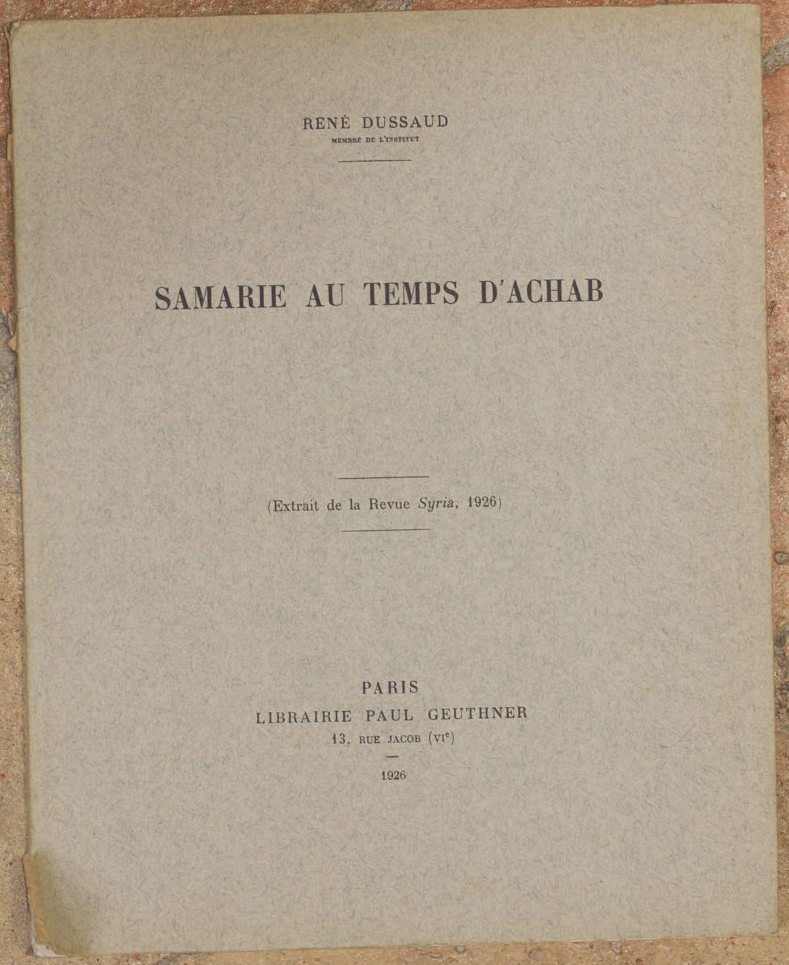 RENÉ DUSSAUD
MEMBRE DE L'INSTITUT
SAMARIE AU TEMPS D'ACHAB
(Extrait de la Revue Syria, 1926)
PARIS
LIBRAIRIE PAUL GEUTHNER
13, RUE JACOB (VIe)
1926